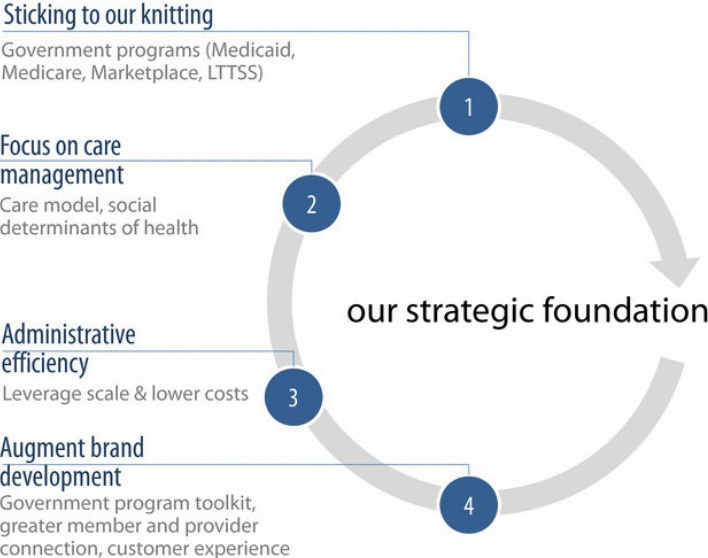 Sticking to our knitting
Government programs (Medicaid,
Medicare, Marketplace, LTTSS)
1
Focus on care
management
2
Care model, social
determinants of health
our strategic foundation
Administrative
efficiency
Leverage scale & lower costs
3
Augment brand
development
4
Government program toolkit,
greater member and provider
connection, customer experience